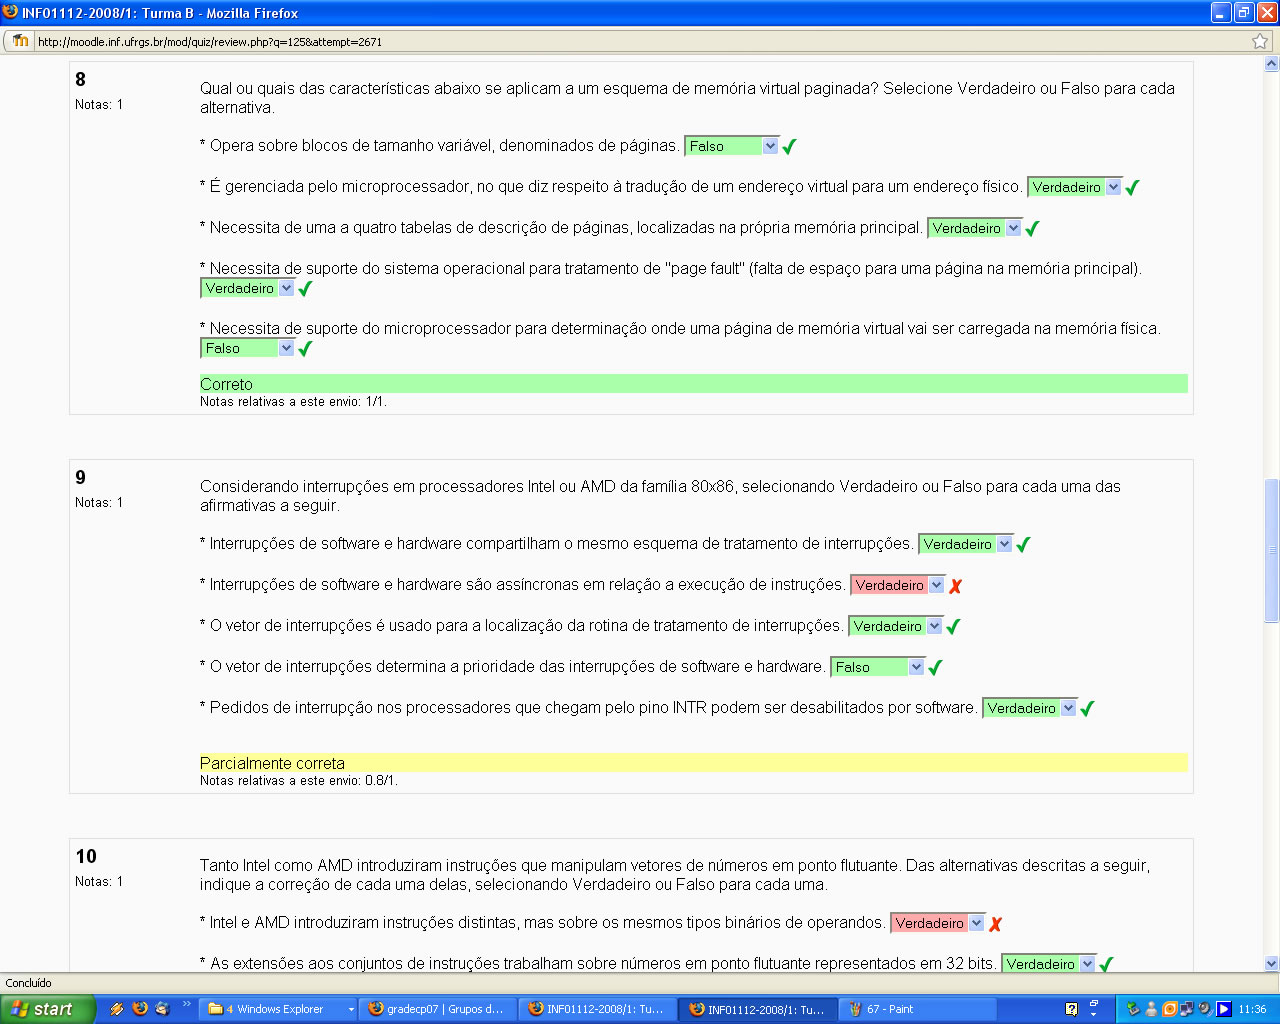 INF01112-2008/1: Turma B - Mozilla Firefox
http://moodle.inf.ufrgs.br/mod/quiz/review.php?q=125&attempt=2671
8
Notas: 1
Qual ou quais das características abaixo se aplicam a um esquema de memória virtual paginada? Selecione Verdadeiro ou Falso para cada
alternativa.
* Opera sobre blocos de tamanho variável, denominados de páginas. Falso
* É gerenciada pelo microprocessador, no que diz respeito à tradução de um endereço virtual para um endereço físico. Verdadeiro
* Necessita de uma a quatro tabelas de descrição de páginas, localizadas na própria memória principal. Verdadeiro
* Necessita de suporte do sistema operacional para tratamento de "page fault" (falta de espaço para uma página na memória principal).
Verdadeiro
* Necessita de suporte do microprocessador para determinação onde uma página de memória virtual vai ser carregada na memória física.
Falso
Correto
Notas relativas a este envio: 1/1.
9
Notas: 1
Considerando interrupções em processadores Intel ou AMD da família 80x86, selecionando Verdadeiro ou Falso para cada uma das
afirmativas a seguir.
* Interrupções de software e hardware compartilham o mesmo esquema de tratamento de interrupções. Verdadeiro
* Interrupções de software e hardware são assíncronas em relação a execução de instruções. Verdadeiro
* O vetor de interrupções é usado para a localização da rotina de tratamento de interrupções. Verdadeiro
* O vetor de interrupções determina a prioridade das interrupções de software e hardware. Falso
* Pedidos de interrupção nos processadores que chegam pelo pino INTR podem ser desabilitados por software. Verdadeiro
Parcialmente correta
Notas relativas a este envio: 0.8/1.
10
Notas: 1
Tanto Intel como AMD introduziram instruções que manipulam vetores de números em ponto flutuante. Das alternativas descritas a seguir,
indique a correção de cada uma delas, selecionando Verdadeiro ou Falso para cada uma.
* Intel e AMD introduziram instruções distintas, mas sobre os mesmos tipos binários de operandos. Verdadeiro
* As extensões aos conjuntos de instruções trabalham sobre números em ponto flutuante representados em 32 bits. Verdadeiro
Concluído
start
4 Windows Explorer
gradecp07 | Grupos d...
INF01112-2008/1: Tu...
INF01112-2008/1: Tu...
67 - Paint
11:36